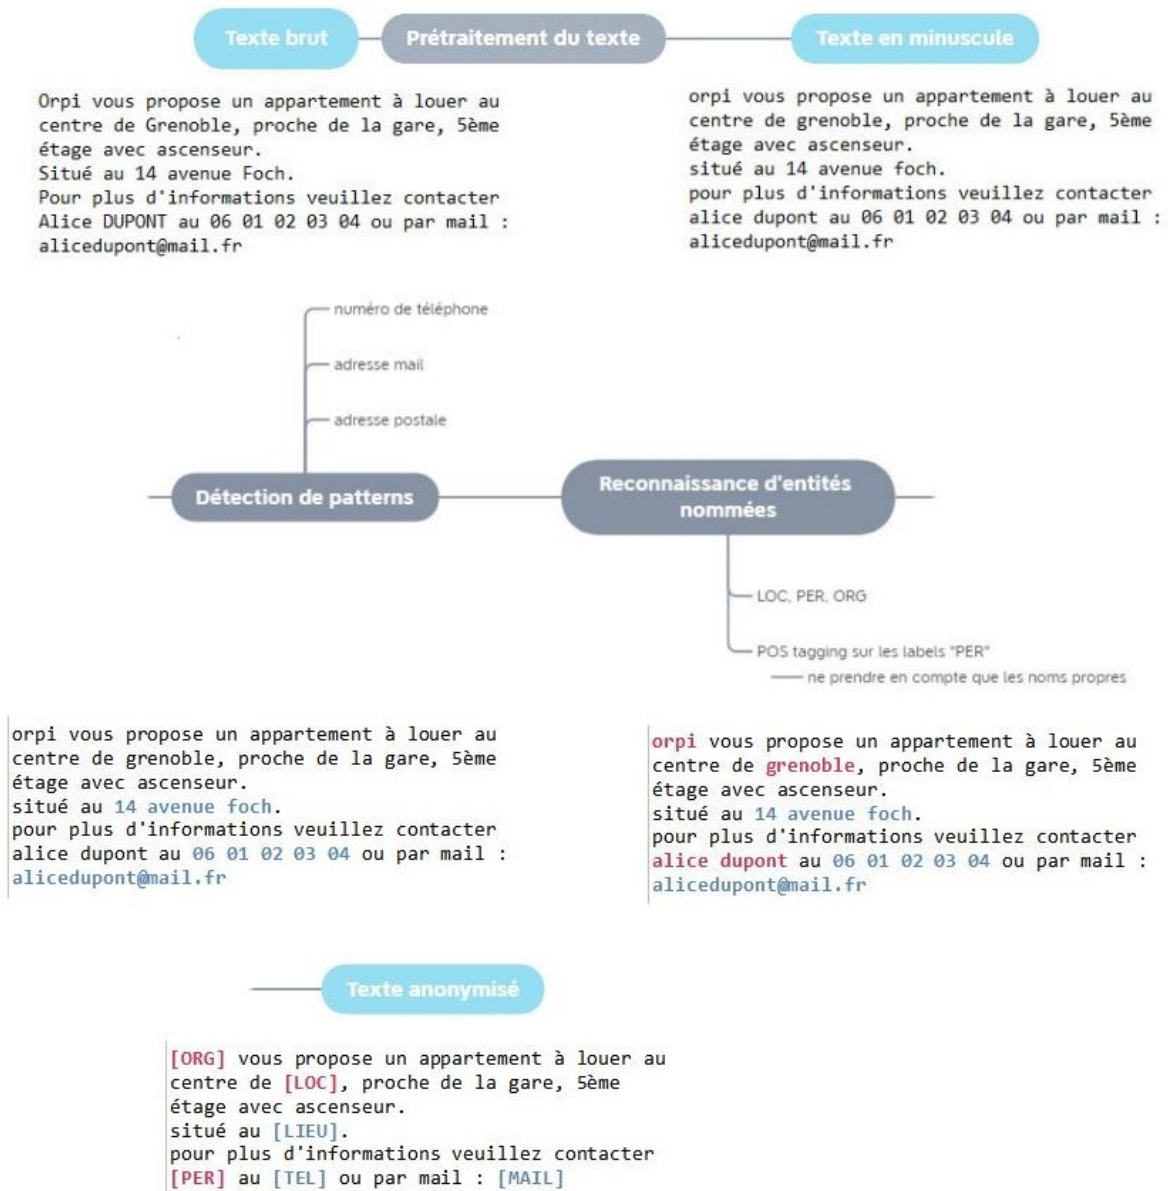 Texte brut
Prétraitement du texte
Texte en minuscule
Orpi vous propose un appartement à louer au
centre de Grenoble, proche de la gare, 5ème
étage avec ascenseur.
Situé au 14 avenue Foch.
Pour plus d'informations veuillez contacter
Alice DUPONT au 06 01 02 03 04 ou par mail :
alicedupont@mail.fr
orpi vous propose un appartement à louer au
centre de grenoble, proche de la gare, 5ème
étage avec ascenseur.
situé au 14 avenue foch.
pour plus d'informations veuillez contacter
alice dupont au 06 01 02 03 04 ou par mail :
alicedupont@mail.fr
numéro de téléphone
adresse mail
adresse postale
Détection de patterns
Reconnaissance d'entités
nommées
LOC, PER, ORG
POS tagging sur les labels "PER"
ne prendre en compte que les noms propres
orpi vous propose un appartement à louer au
centre de grenoble, proche de la gare, 5ème
étage avec ascenseur.
situé au 14 avenue foch.
pour plus d'informations veuillez contacter
alice dupont au 06 01 02 03 04 ou par mail :
alicedupont@mail.fr
orpi vous propose un appartement à louer au
centre de grenoble, proche de la gare, 5ème
étage avec ascenseur.
situé au 14 avenue foch.
pour plus d'informations veuillez contacter
alice dupont au 06 01 02 03 04 ou par mail :
alicedupont@mail.fr
Texte anonymisé
[ORG] vous propose un appartement à louer au
centre de [LOC], proche de la gare, 5ème
étage avec ascenseur.
situé au [LIEU].
pour plus d'informations veuillez contacter
[PER] au [TEL] ou par mail : [MAIL]